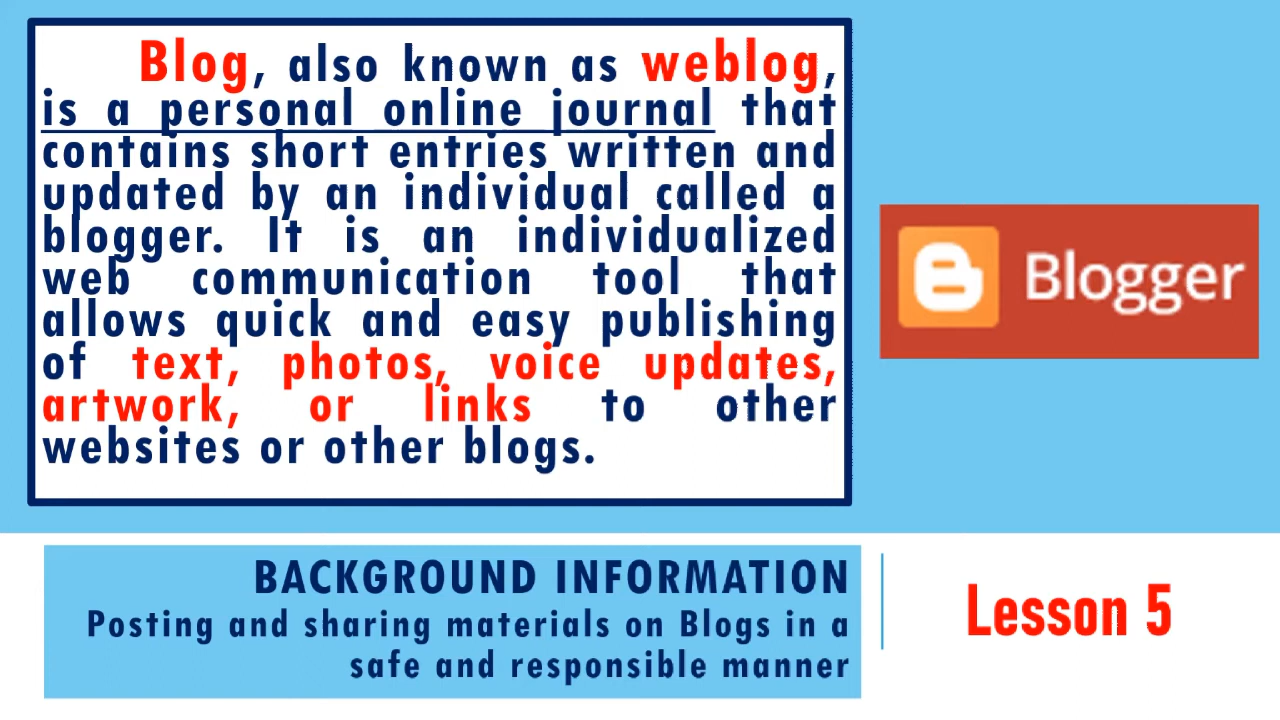 Blog, also known as weblog,
is a personal online journal that
contains short entries written and
updated by an individual called a
blogger. It is an individualized
web communication tool that
allows quick and easy publishing
of text, photos, voice updates,
artwork, or links to other
websites or other blogs.
Blogger
BACKGROUND INFORMATION
Posting and sharing materials on Blogs in a
safe and responsible manner
Lesson 5